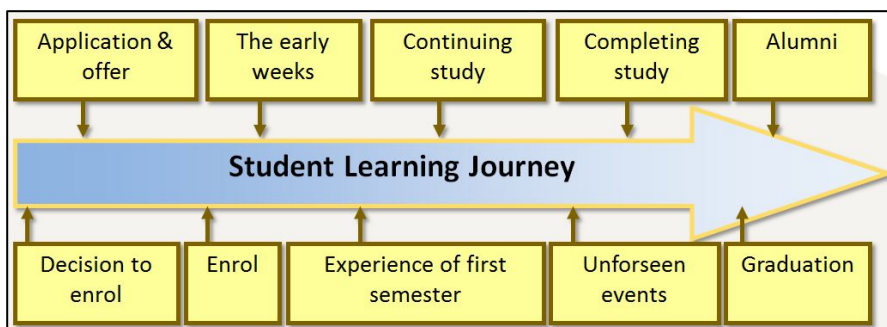 Application &
offer
The early
weeks
Continuing
study
Completing
study
Alumni
Student Learning Journey
Decision to
enrol
Enrol
Experience of first
semester
Unforseen
events
Graduation